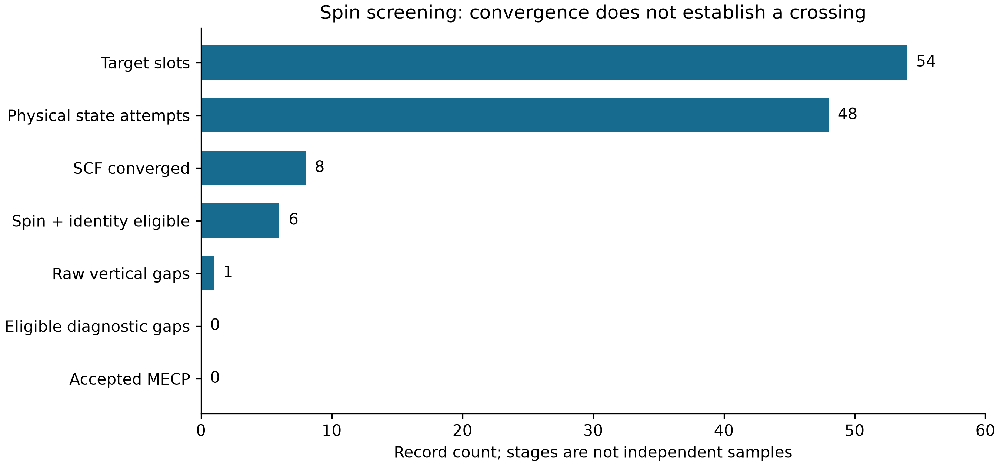 Spin screening: convergence does not establish a crossing
Target slots 54
Physical state attempts 48
SCF converged 8
Spin + identity eligible 6
Raw vertical gaps 1
Eligible diagnostic gaps 0
Accepted MECP 0
0 10 20 30 40 50 60
Record count; stages are not independent samples